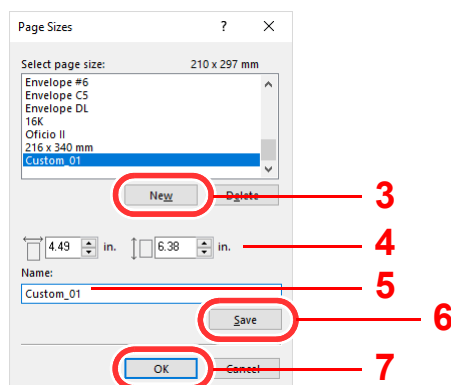 Page Sizes ? ×
Select page size: 210 x 297 mm
Envelope #6
Envelope C5
Envelope DL
16K
Oficio II
216 x 340 mm
Custom_01
New Delete 3
4.49 in. 6.38 in. 4
Name: 5
Custom_01
Save 6
OK Cancel 7